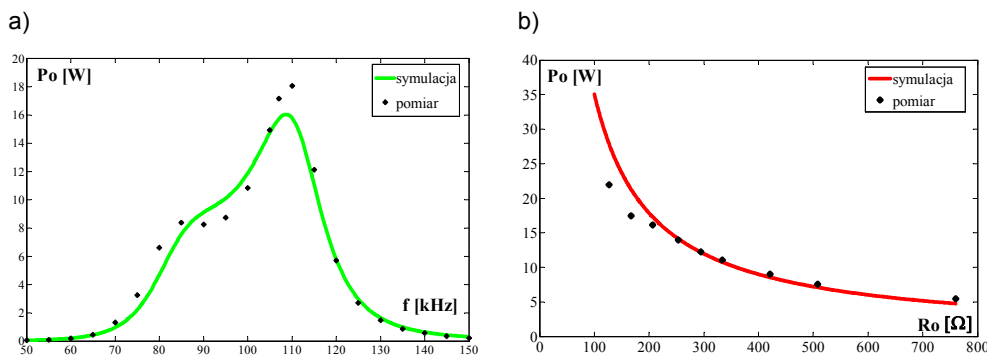 a)
Po [W]
symulacja
pomiar
20
18
16
14
12
10
8
6
4
2
0
f [kHz]
50 60 70 80 90 100 110 120 130 140 150
b)
Po [W]
symulacja
pomiar
40
35
30
25
20
15
10
5
0
Ro [Ω]
0 100 200 300 400 500 600 700 800